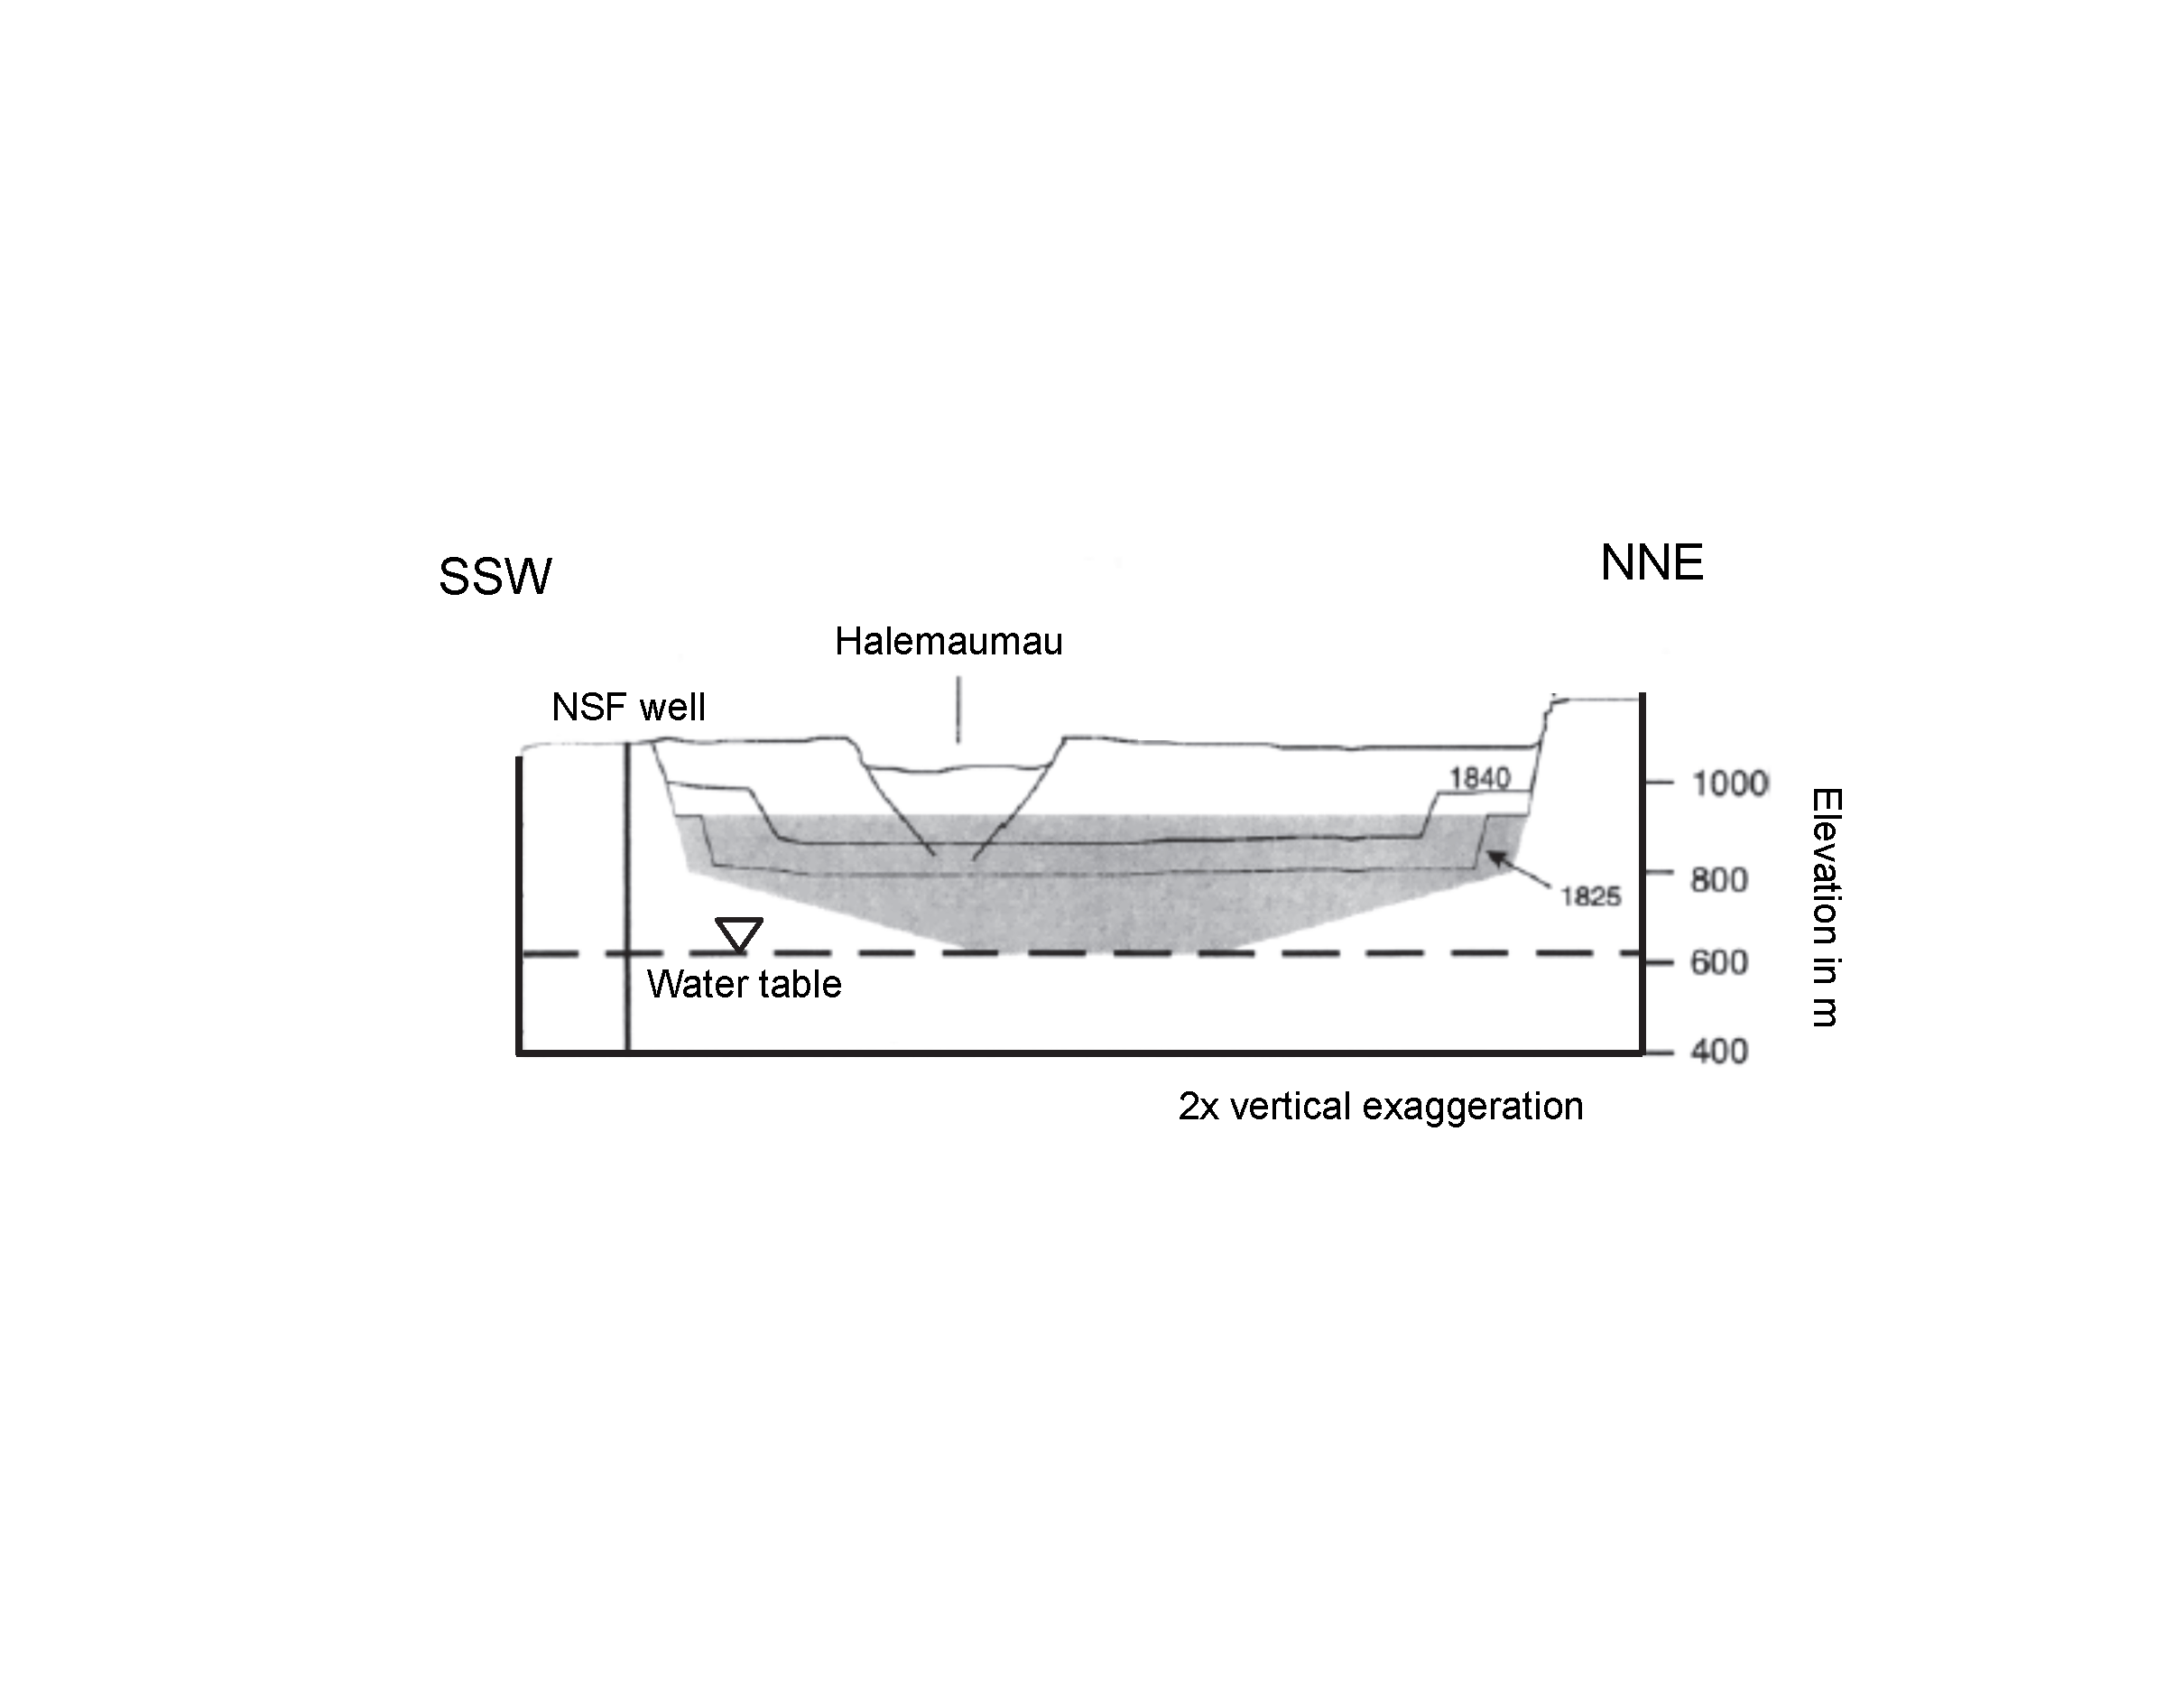 SSW
NNE
Halemaumau
NSF well
1840
1000
800
1825
600
400
Water table
Elevation in m
2x vertical exaggeration